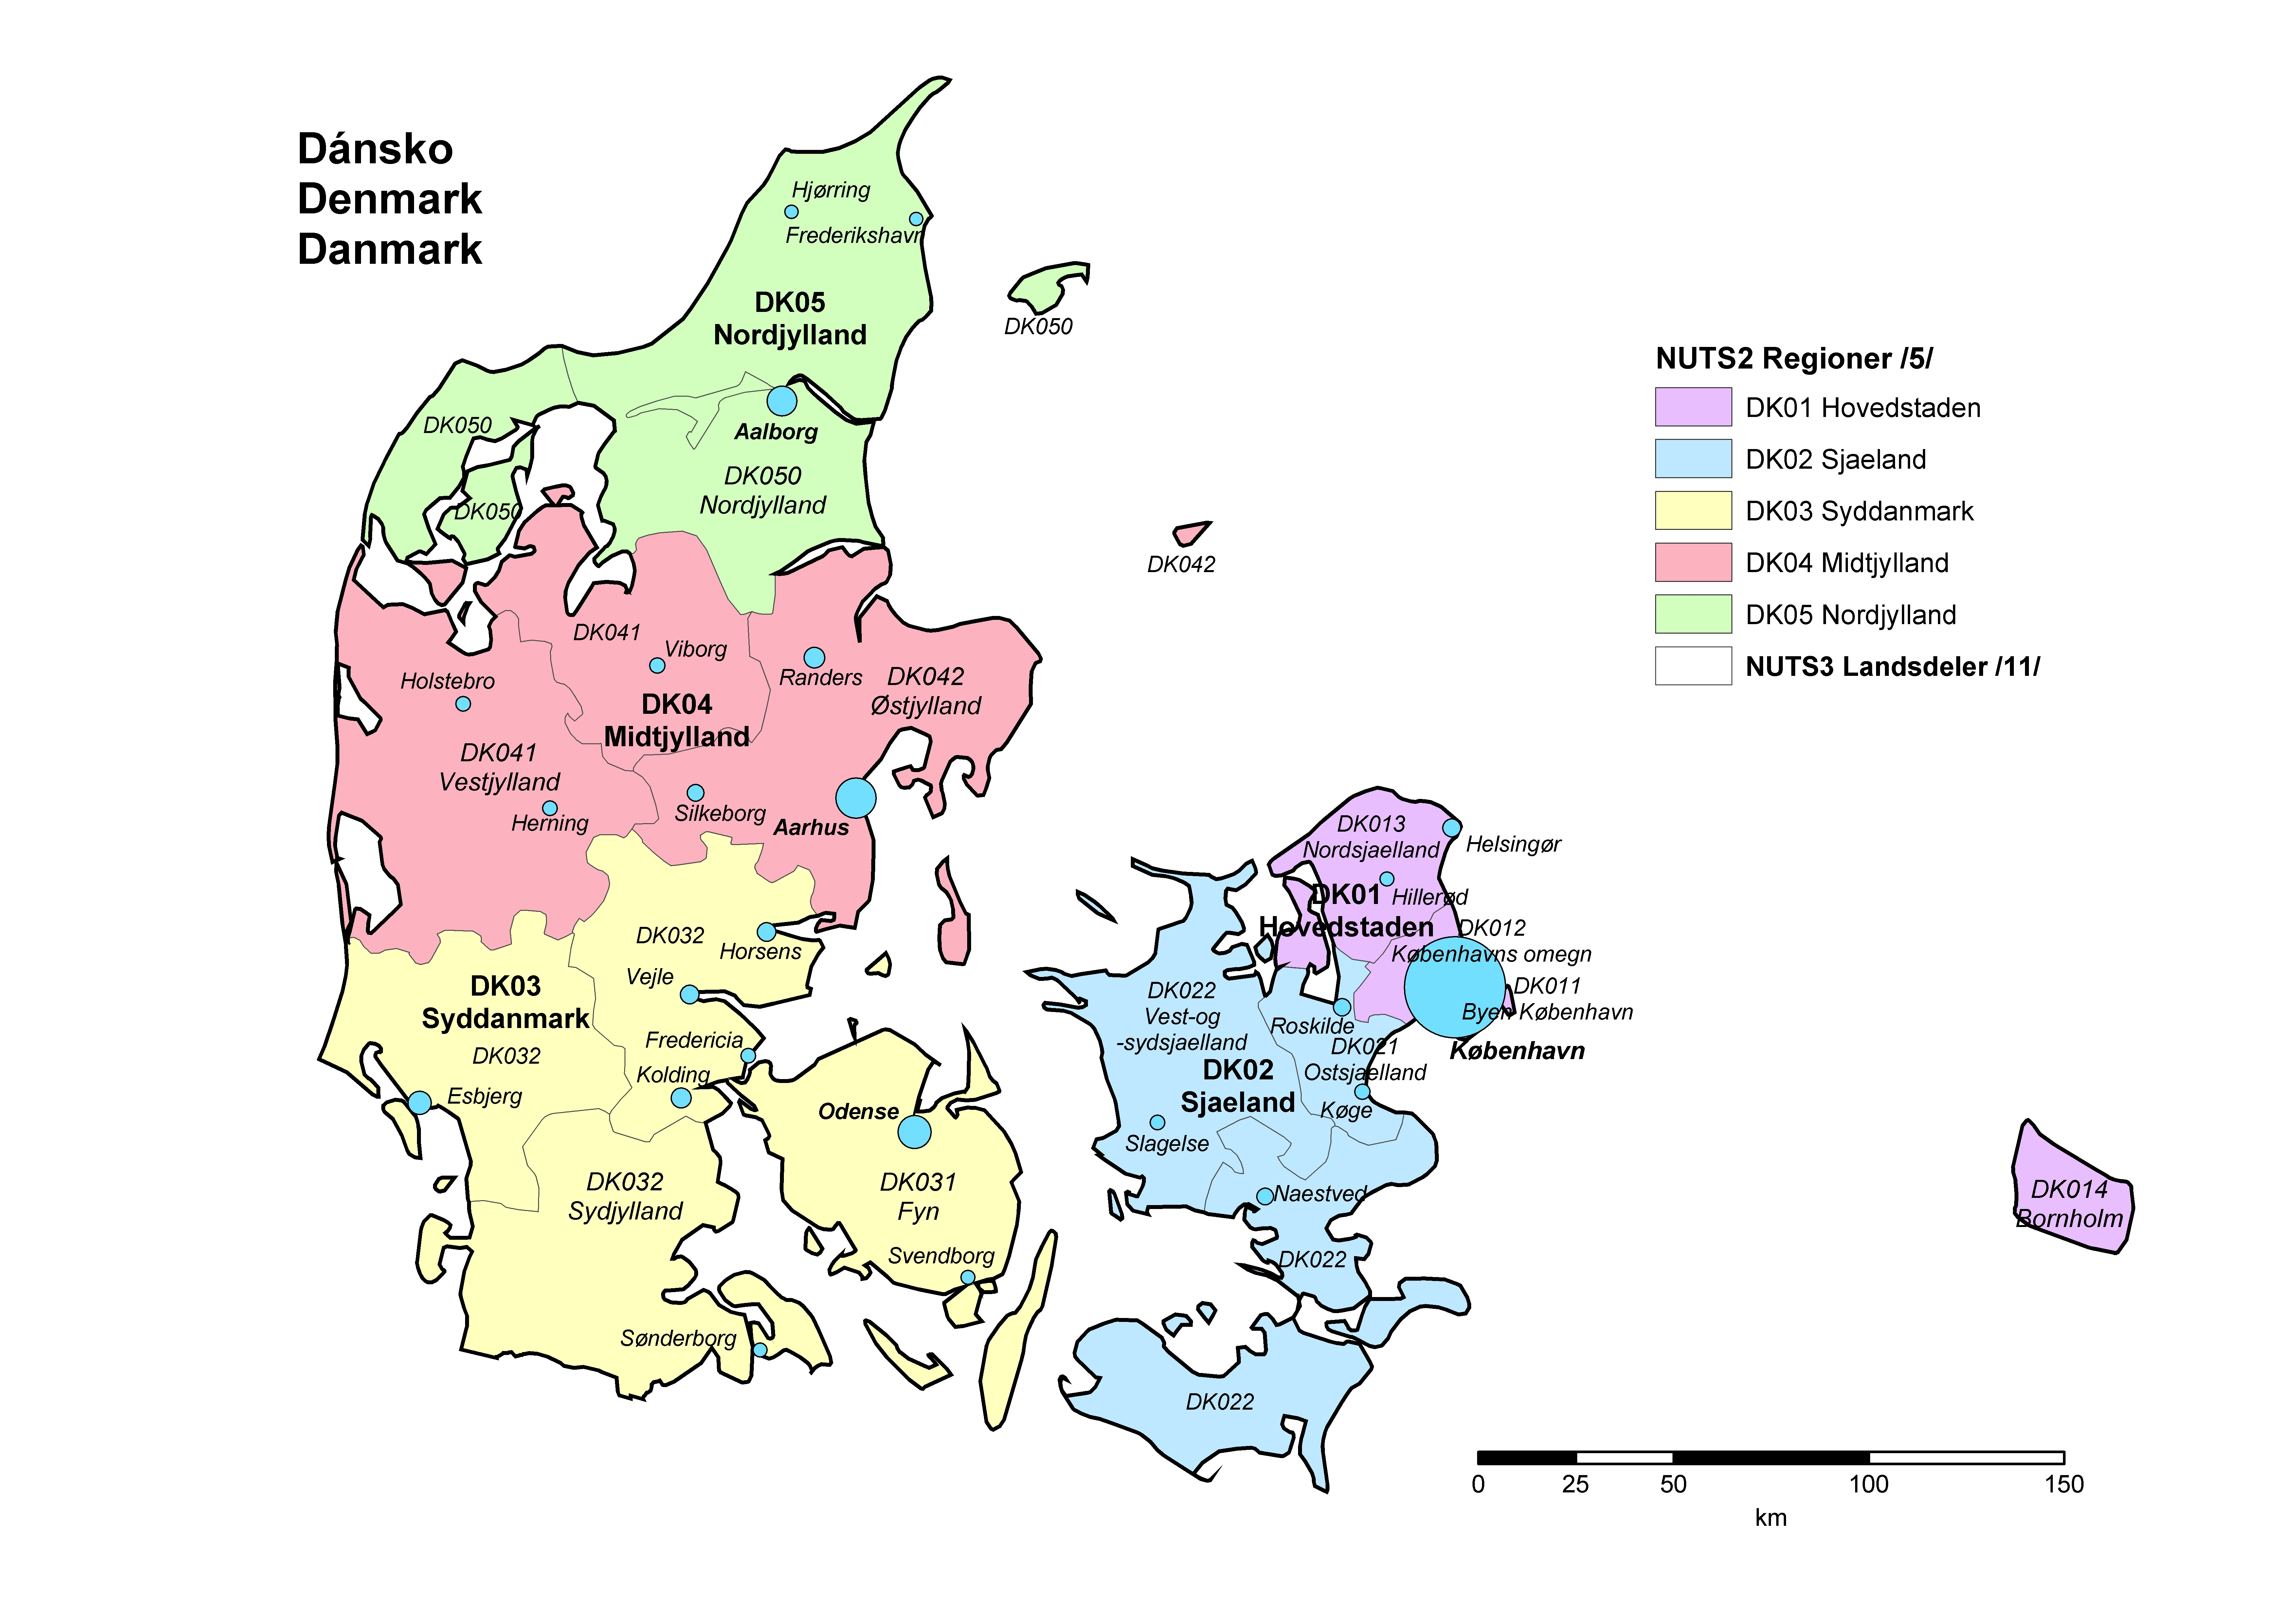 Dánsko
Denmark
Danmark
Hjørring
Frederikshavn
DK05
Nordjylland
DK050
DK050
DK050
Aalborg
DK050
Nordjylland
DK042
NUTS2 Regioner /5/
DK01 Hovedstaden
DK02 Sjaeland
DK03 Syddanmark
DK04 Midtjylland
DK05 Nordjylland
NUTS3 Landsdeler /11/
DK041
Viborg
Holstebro
Randers
DK042
Østjylland
DK04
Midtjylland
DK041
Vestjylland
Herning
Silkeborg
Aarhus
DK013
Nordsjaelland
Helsingør
DK01
Hovedstaden
Hillerød
DK012
Københavns omegn
DK011
Byen København
København
DK032
Horsens
Vejle
DK03
Syddanmark
DK032
Fredericia
Kolding
Esbjerg
Odense
DK032
Sydjylland
DK031
Fyn
Svendborg
Sønderborg
DK022
Vest-og
-sydsjaelland
Roskilde
DK021
Ostsjaelland
DK02
Sjaeland
Køge
Slagelse
Naestved
DK022
DK022
DK014
Bornholm
0 25 50 100 150
km